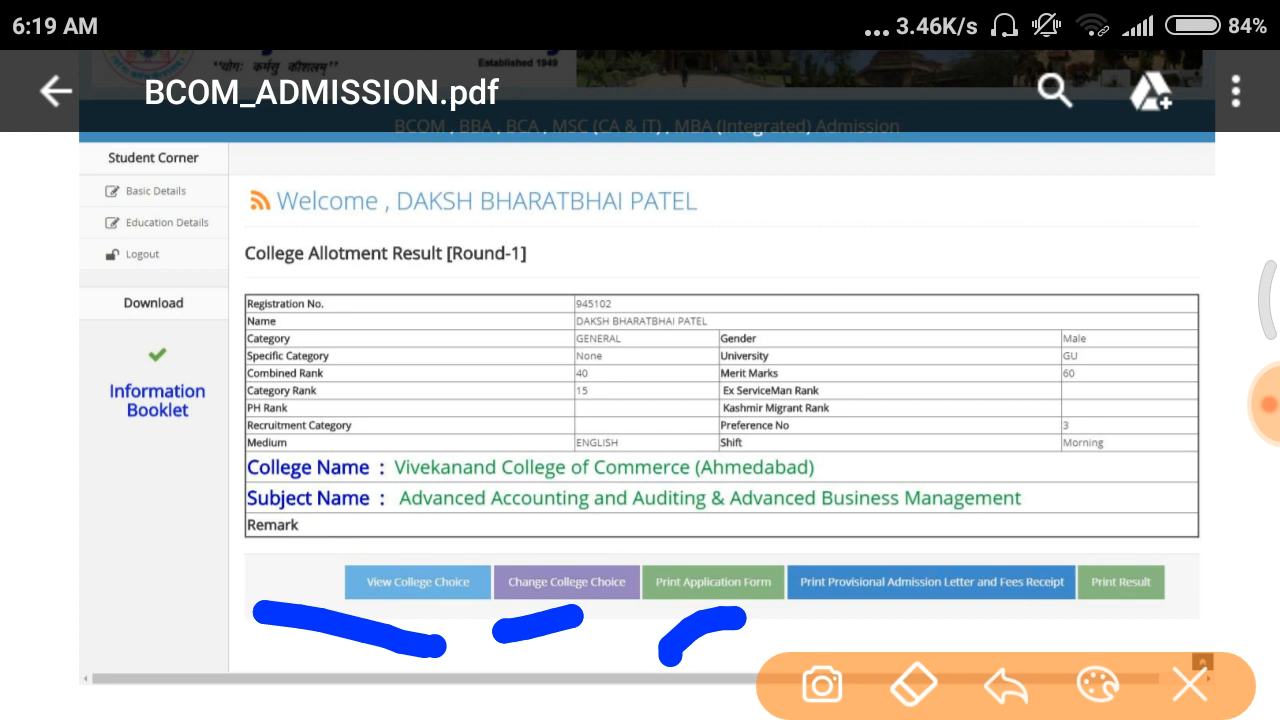 6:19 AM
... 3.46K/s
84%
"योगः कर्मसु कौशलम्"
Established 1949
BCOM_ADMISSION.pdf
BCOM , BBA , BCA , MSC (CA & IT) , MBA (Integrated) Admission
Student Corner
Basic Details
Education Details
Logout
Download
Information
Booklet
Welcome , DAKSH BHARATBHAI PATEL
College Allotment Result [Round-1]
Registration No. 945102
Name DAKSH BHARATBHAI PATEL
Category GENERAL Gender Male
Specific Category None University GU
Combined Rank 40 Merit Marks 60
Category Rank 15 Ex ServiceMan Rank
PH Rank Kashmir Migrant Rank
Recruitment Category Preference No 3
Medium ENGLISH Shift Morning
College Name : Vivekanand College of Commerce (Ahmedabad)
Subject Name : Advanced Accounting and Auditing & Advanced Business Management
Remark
View College Choice Change College Choice Print Application Form Print Provisional Admission Letter and Fees Receipt Print Result